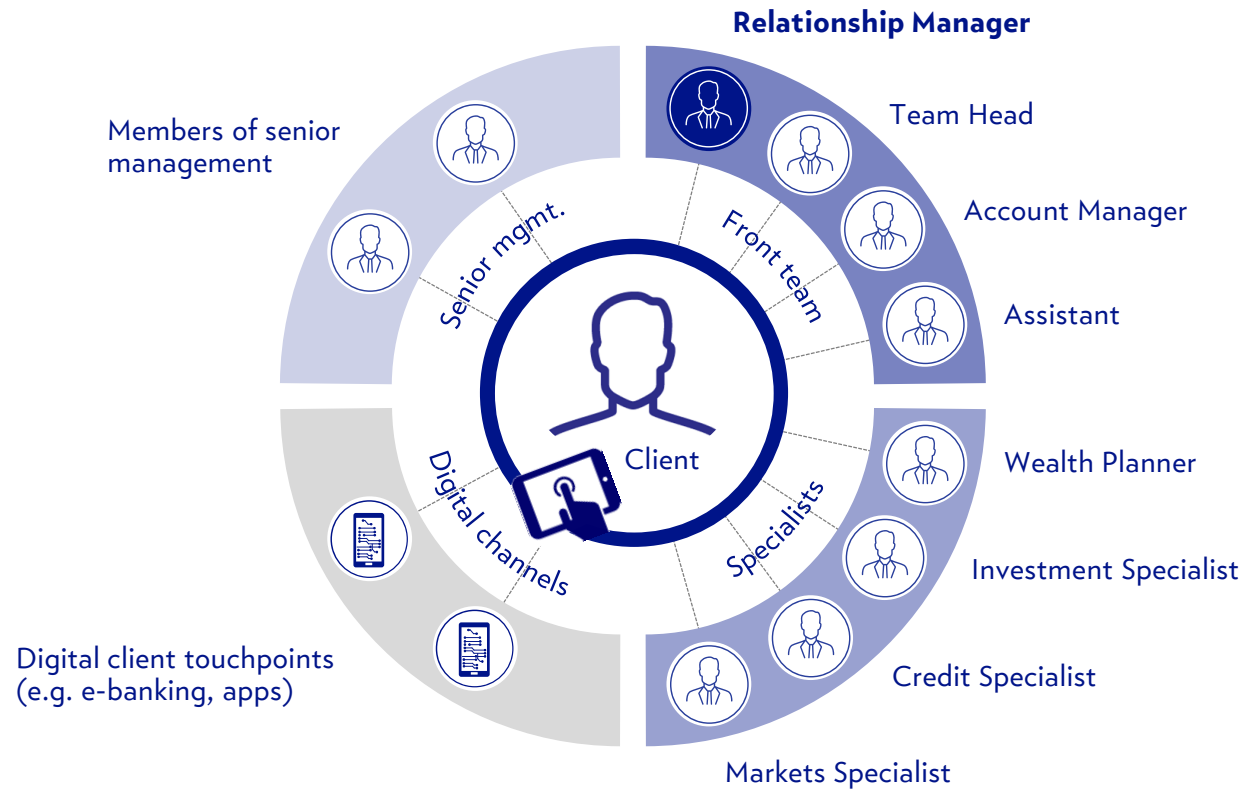 Relationship Manager
Team Head
Account Manager
Assistant
Members of senior
management
Senior mgmt.
Front team
Client
Digital channels
Specialists
Wealth Planner
Investment Specialist
Credit Specialist
Markets Specialist
Digital client touchpoints
(e.g. e-banking, apps)